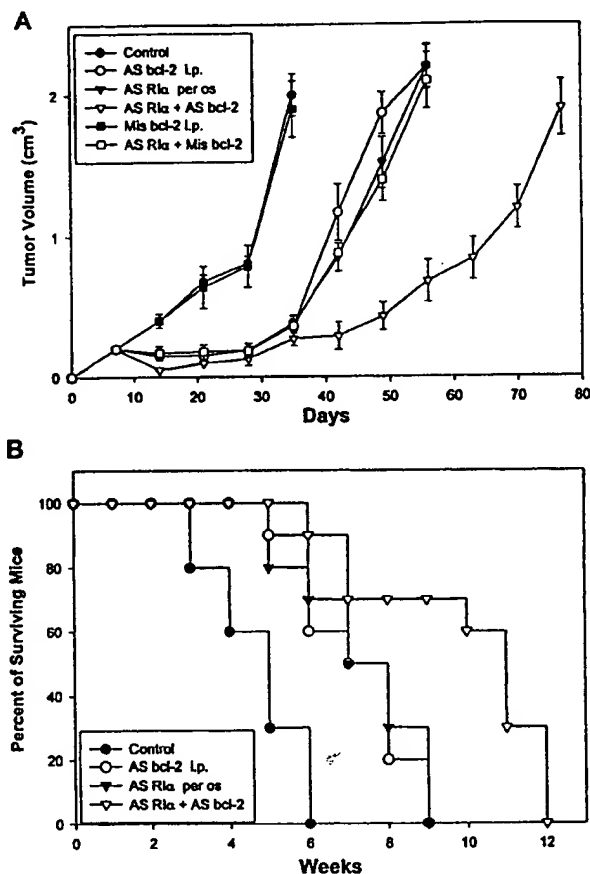 A
Control
AS bcl-2 i.p.
AS RIα per os
AS RIα + AS bcl-2
Mis bcl-2 i.p.
AS RIα + Mis bcl-2
Tumor Volume (cm3)
2
1
0
0 10 20 30 40 50 60 70 80
Days
B
Percent of Surviving Mice
100
80
60
40
20
0
Control
AS bcl-2 i.p.
AS RIα per os
AS RIα + AS bcl-2
0 2 4 6 8 10 12
Weeks